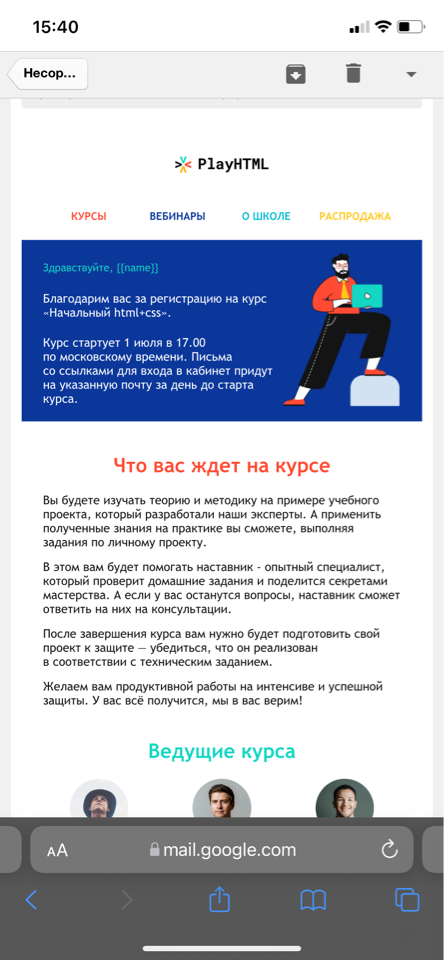 15:40
Несор...
PlayHTML
КУРСЫ ВЕБИНАРЫ О ШКОЛЕ РАСПРОДАЖА
Здравствуйте, {{name}}
Благодарим вас за регистрацию на курс
«Начальный html+css».
Курс стартует 1 июля в 17.00
по московскому времени. Письма
со ссылками для входа в кабинет придут
на указанную почту за день до старта
курса.
Что вас ждет на курсе
Вы будете изучать теорию и методику на примере учебного
проекта, который разработали наши эксперты. А применить
полученные знания на практике вы сможете, выполняя
задания по личному проекту.
В этом вам будет помогать наставник - опытный специалист,
который проверит домашние задания и поделится секретами
мастерства. А если у вас останутся вопросы, наставник сможет
ответить на них на консультации.
После завершения курса вам нужно будет подготовить свой
проект к защите — убедиться, что он реализован
в соответствии с техническим заданием.
Желаем вам продуктивной работы на интенсиве и успешной
защиты. У вас всё получится, мы в вас верим!
Ведущие курса
AA mail.google.com